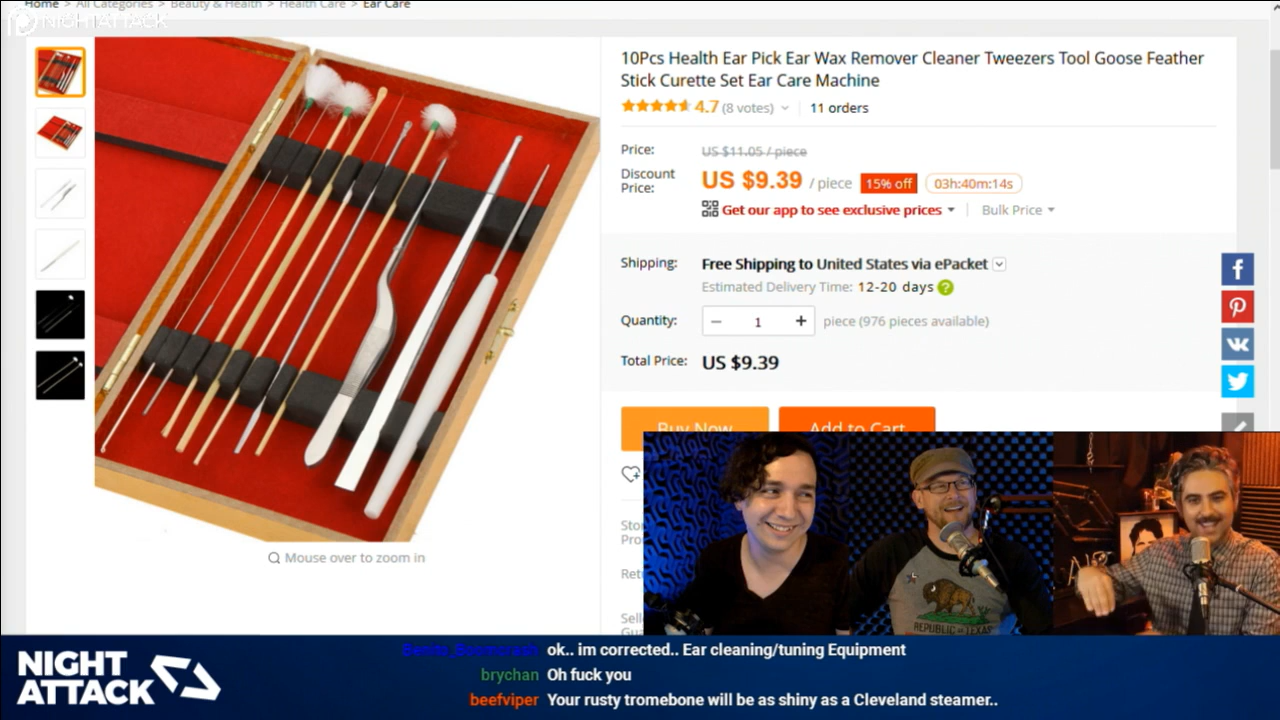 Home > All Categories > Beauty & Health > Health Care > Ear Care
NIGHTATTACK
10Pcs Health Ear Pick Ear Wax Remover Cleaner Tweezers Tool Goose Feather
Stick Curette Set Ear Care Machine
4.7 (8 votes) 11 orders
Price: US $11.05 / piece
Discount
Price: US $9.39 / piece 15% off 03h:40m:14s
Get our app to see exclusive prices Bulk Price
Shipping: Free Shipping to United States via ePacket
Estimated Delivery Time: 12-20 days ?
Quantity: − 1 + piece (976 pieces available)
Total Price: US $9.39
Buy Now Add to Cart
Mouse over to zoom in
REPUBLIC OF TEXAS
NIGHT
ATTACK
ok.. im corrected.. Ear cleaning/tuning Equipment
brychan Oh fuck you
beefviper Your rusty tromebone will be as shiny as a Cleveland steamer..